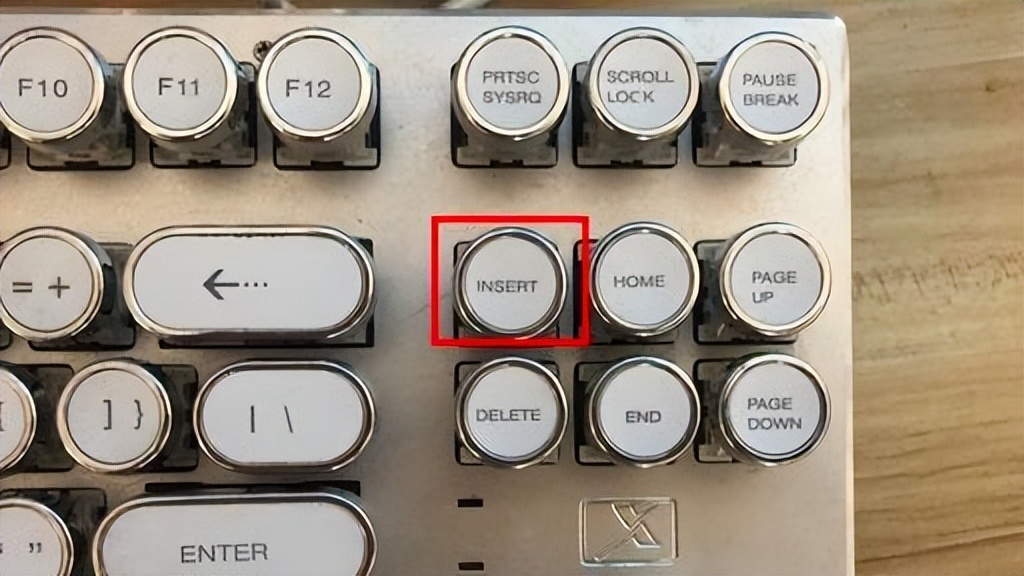 F10 F11 F12 PRTSC SYSRQ SCROLL LOCK PAUSE BREAK
= + ←··· INSERT HOME PAGE UP
[ ] } | \ DELETE END PAGE DOWN
” ENTER
X